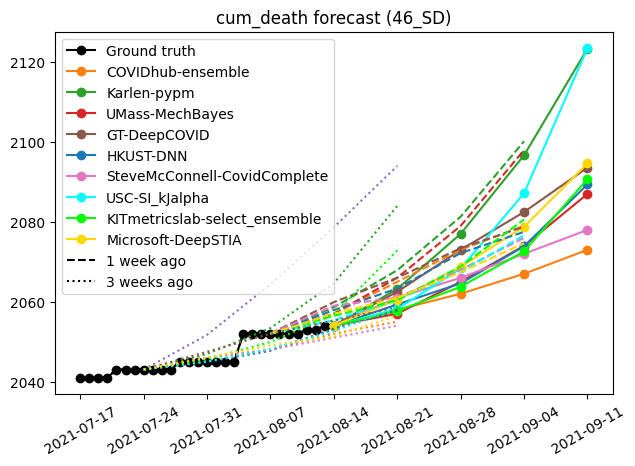 cum_death forecast (46_SD)
2120
2100
2080
2060
2040
Ground truth
COVIDhub-ensemble
Karlen-pypm
UMass-MechBayes
GT-DeepCOVID
HKUST-DNN
SteveMcConnell-CovidComplete
USC-SI_kJalpha
KITmetricslab-select_ensemble
Microsoft-DeepSTIA
1 week ago
3 weeks ago
2021-07-17
2021-07-24
2021-07-31
2021-08-07
2021-08-14
2021-08-21
2021-08-28
2021-09-04
2021-09-11